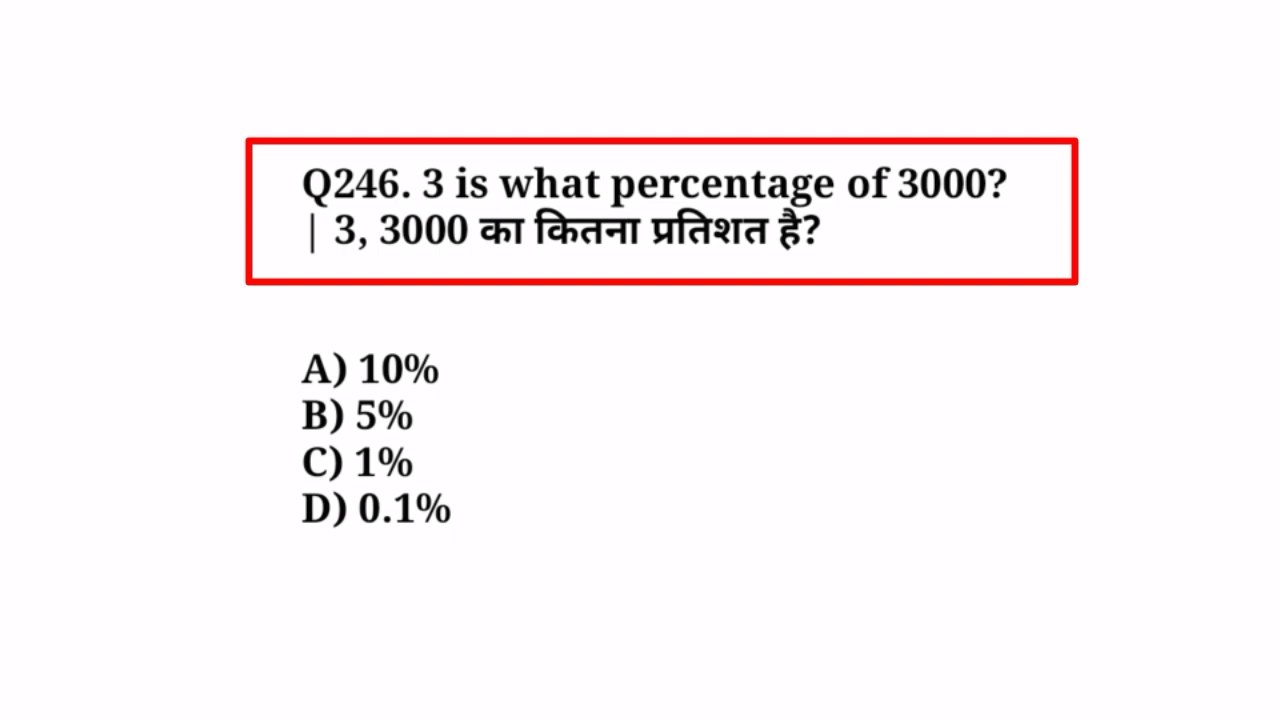 Q246. 3 is what percentage of 3000?
| 3, 3000 का कितना प्रतिशत है?
A) 10%
B) 5%
C) 1%
D) 0.1%